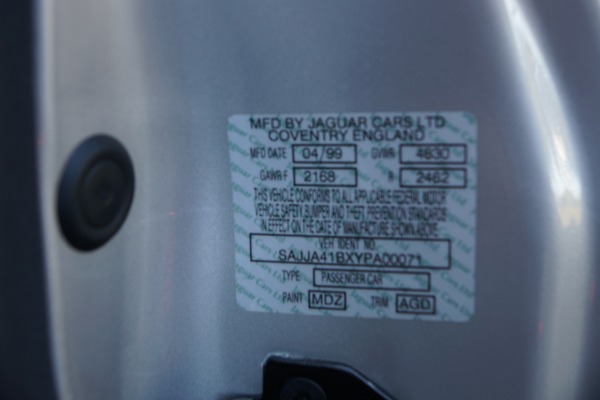 MFD BY JAGUAR CARS LTD
COVENTRY ENGLAND
MFD DATE 04/99 GVWR 4630
GAWR F 2168 R 2462
THIS VEHICLE CONFORMS TO ALL APPLICABLE FEDERAL MOTOR
VEHICLE SAFETY, BUMPER AND THEFT PREVENTION STANDARDS
IN EFFECT ON THE DATE OF MANUFACTURE SHOWN ABOVE.
VEH IDENT NO.
SAJJA41BXYPA00071
TYPE PASSENGER CAR
PAINT MDZ TRIM AGD